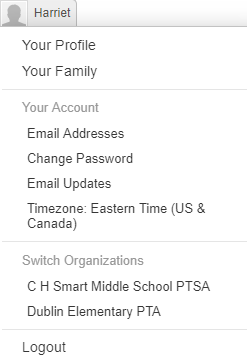 Harriet
Your Profile
Your Family
Your Account
Email Addresses
Change Password
Email Updates
Timezone: Eastern Time (US &
Canada)
Switch Organizations
C H Smart Middle School PTSA
Dublin Elementary PTA
Logout